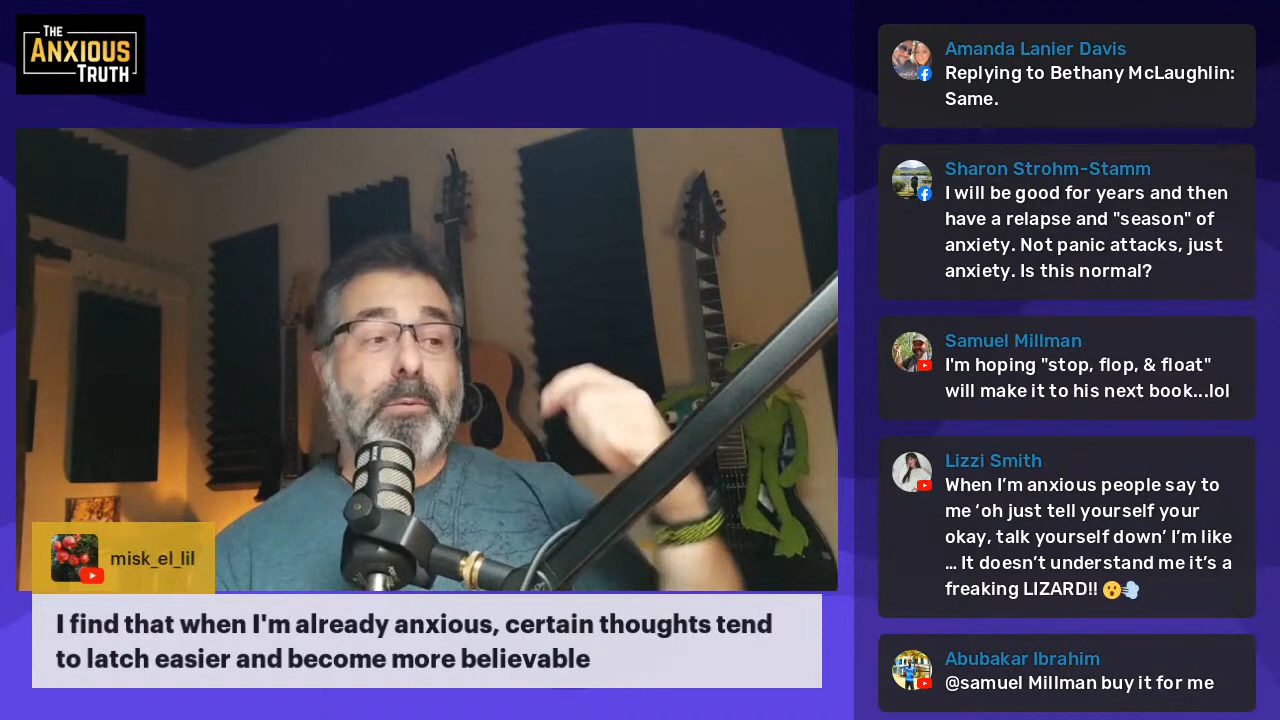 THE
ANXIOUS
TRUTH
misk_el_lil
I find that when I'm already anxious, certain thoughts tend
to latch easier and become more believable
Amanda Lanier Davis
Replying to Bethany McLaughlin:
Same.
Sharon Strohm-Stamm
I will be good for years and then
have a relapse and "season" of
anxiety. Not panic attacks, just
anxiety. Is this normal?
Samuel Millman
I'm hoping "stop, flop, & float"
will make it to his next book...lol
Lizzi Smith
When I’m anxious people say to
me ‘oh just tell yourself your
okay, talk yourself down’ I’m like
… It doesn’t understand me it’s a
freaking LIZARD!! 😮‍💨
Abubakar Ibrahim
@samuel Millman buy it for me